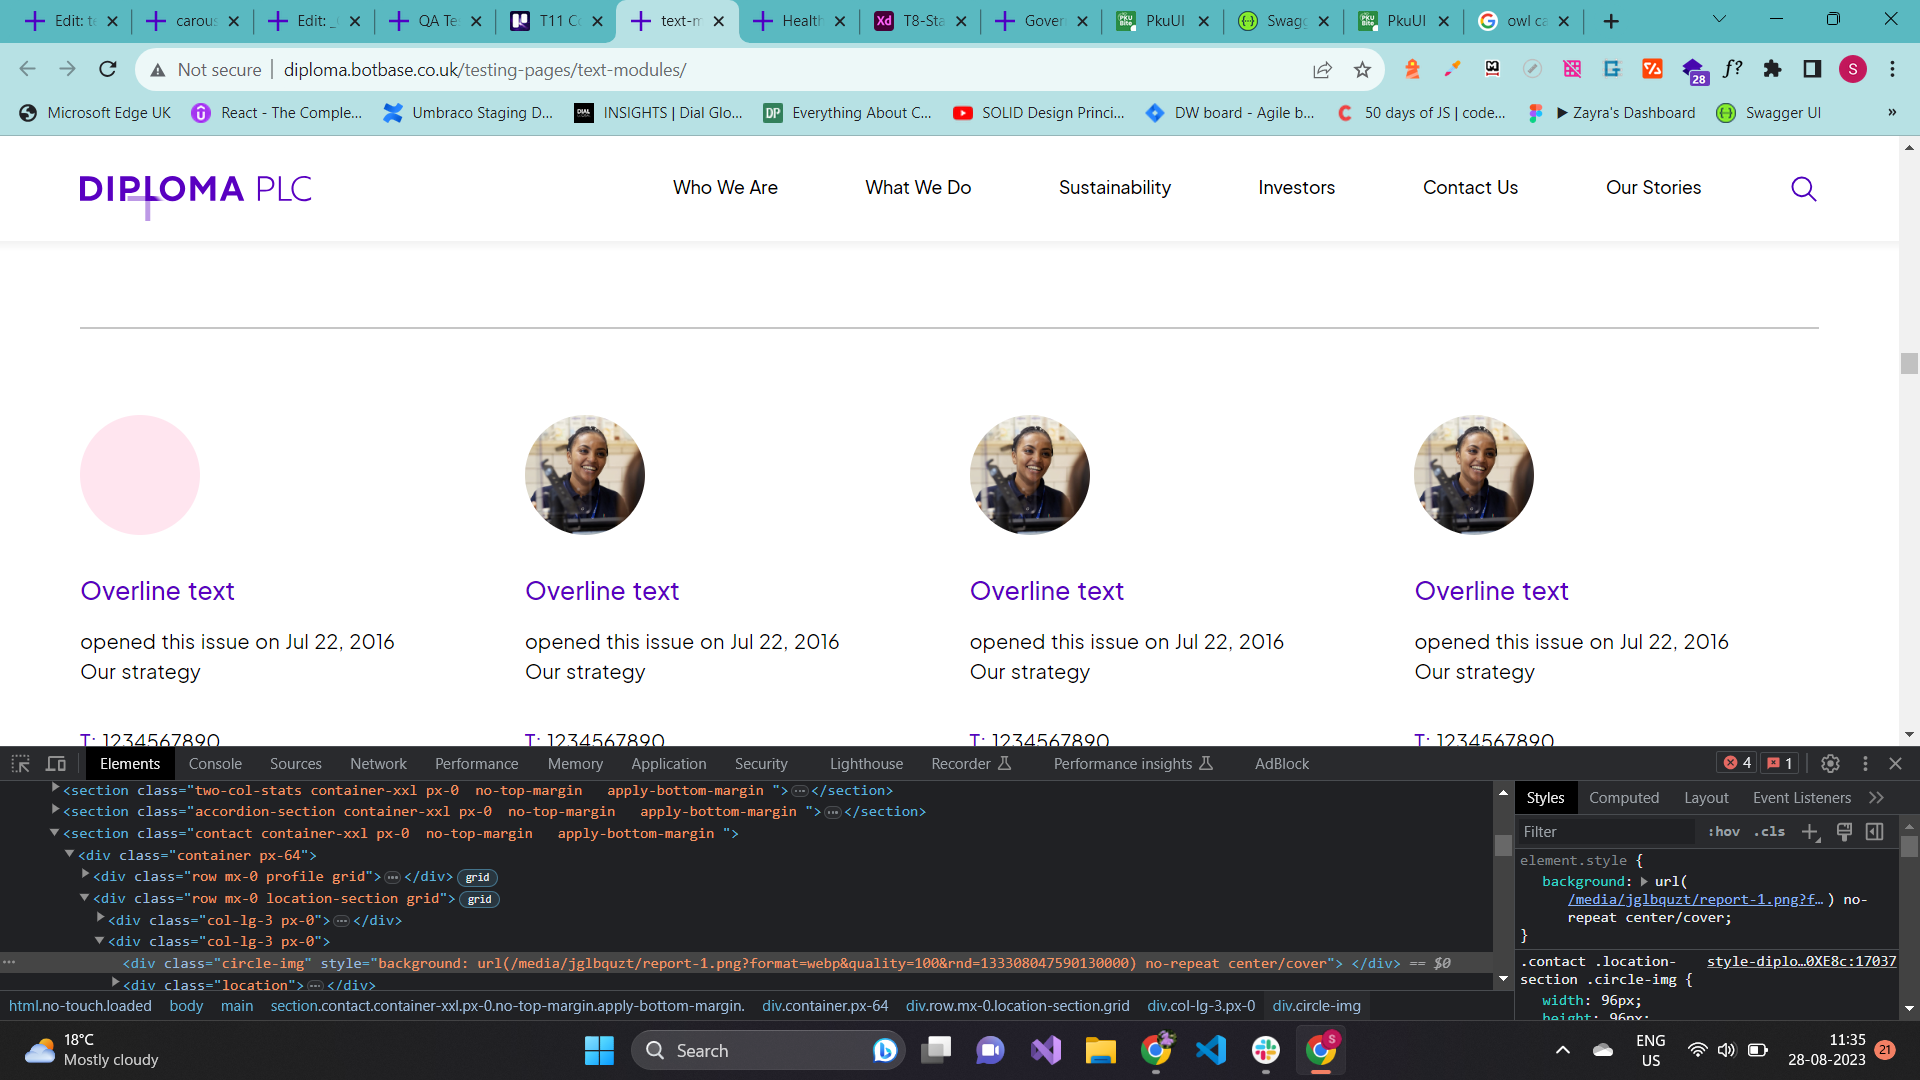 Edit: te
carous
Edit: _
QA Te
T11 Co
text-m
Health
Xd T8-Sta
Govern
PkuUI
Swagg
PkuUI
owl ca
Not secure | diploma.botbase.co.uk/testing-pages/text-modules/
28
f?
S
Microsoft Edge UK
React - The Comple...
Umbraco Staging D...
INSIGHTS | Dial Glo...
DP Everything About C...
SOLID Design Princi...
DW board - Agile b...
50 days of JS | code...
▶ Zayra's Dashboard
Swagger UI
»
DIPLOMA PLC
Who We Are
What We Do
Sustainability
Investors
Contact Us
Our Stories
Overline text
opened this issue on Jul 22, 2016
Our strategy
T: 1234567890
Overline text
opened this issue on Jul 22, 2016
Our strategy
T: 1234567890
Overline text
opened this issue on Jul 22, 2016
Our strategy
T: 1234567890
Overline text
opened this issue on Jul 22, 2016
Our strategy
T: 1234567890
Elements Console Sources Network Performance Memory Application Security Lighthouse Recorder Performance insights AdBlock
4
1
<section class="two-col-stats container-xxl px-0  no-top-margin   apply-bottom-margin ">…</section>
<section class="accordion-section container-xxl px-0  no-top-margin   apply-bottom-margin ">…</section>
<section class="contact container-xxl px-0  no-top-margin   apply-bottom-margin ">
<div class="container px-64">
<div class="row mx-0 profile grid">…</div> grid
<div class="row mx-0 location-section grid"> grid
<div class="col-lg-3 px-0">…</div>
<div class="col-lg-3 px-0">
<div class="circle-img" style="background: url(/media/jglbquzt/report-1.png?format=webp&quality=100&rnd=133308047590130000) no-repeat center/cover"> </div> == $0
<div class="location">…</div>
html.no-touch.loaded body main section.contact.container-xxl.px-0.no-top-margin.apply-bottom-margin. div.container.px-64 div.row.mx-0.location-section.grid div.col-lg-3.px-0 div.circle-img
Styles Computed Layout Event Listeners
Filter
:hov .cls
element.style {
background: url(
/media/jglbquzt/report-1.png?f…) no-
repeat center/cover;
}
.contact .location-
section .circle-img {
style-diplo…0XE8c:17037
width: 96px;
height: 96px;
18°C
Mostly cloudy
Search
S
ENG
US
11:35
28-08-2023
21